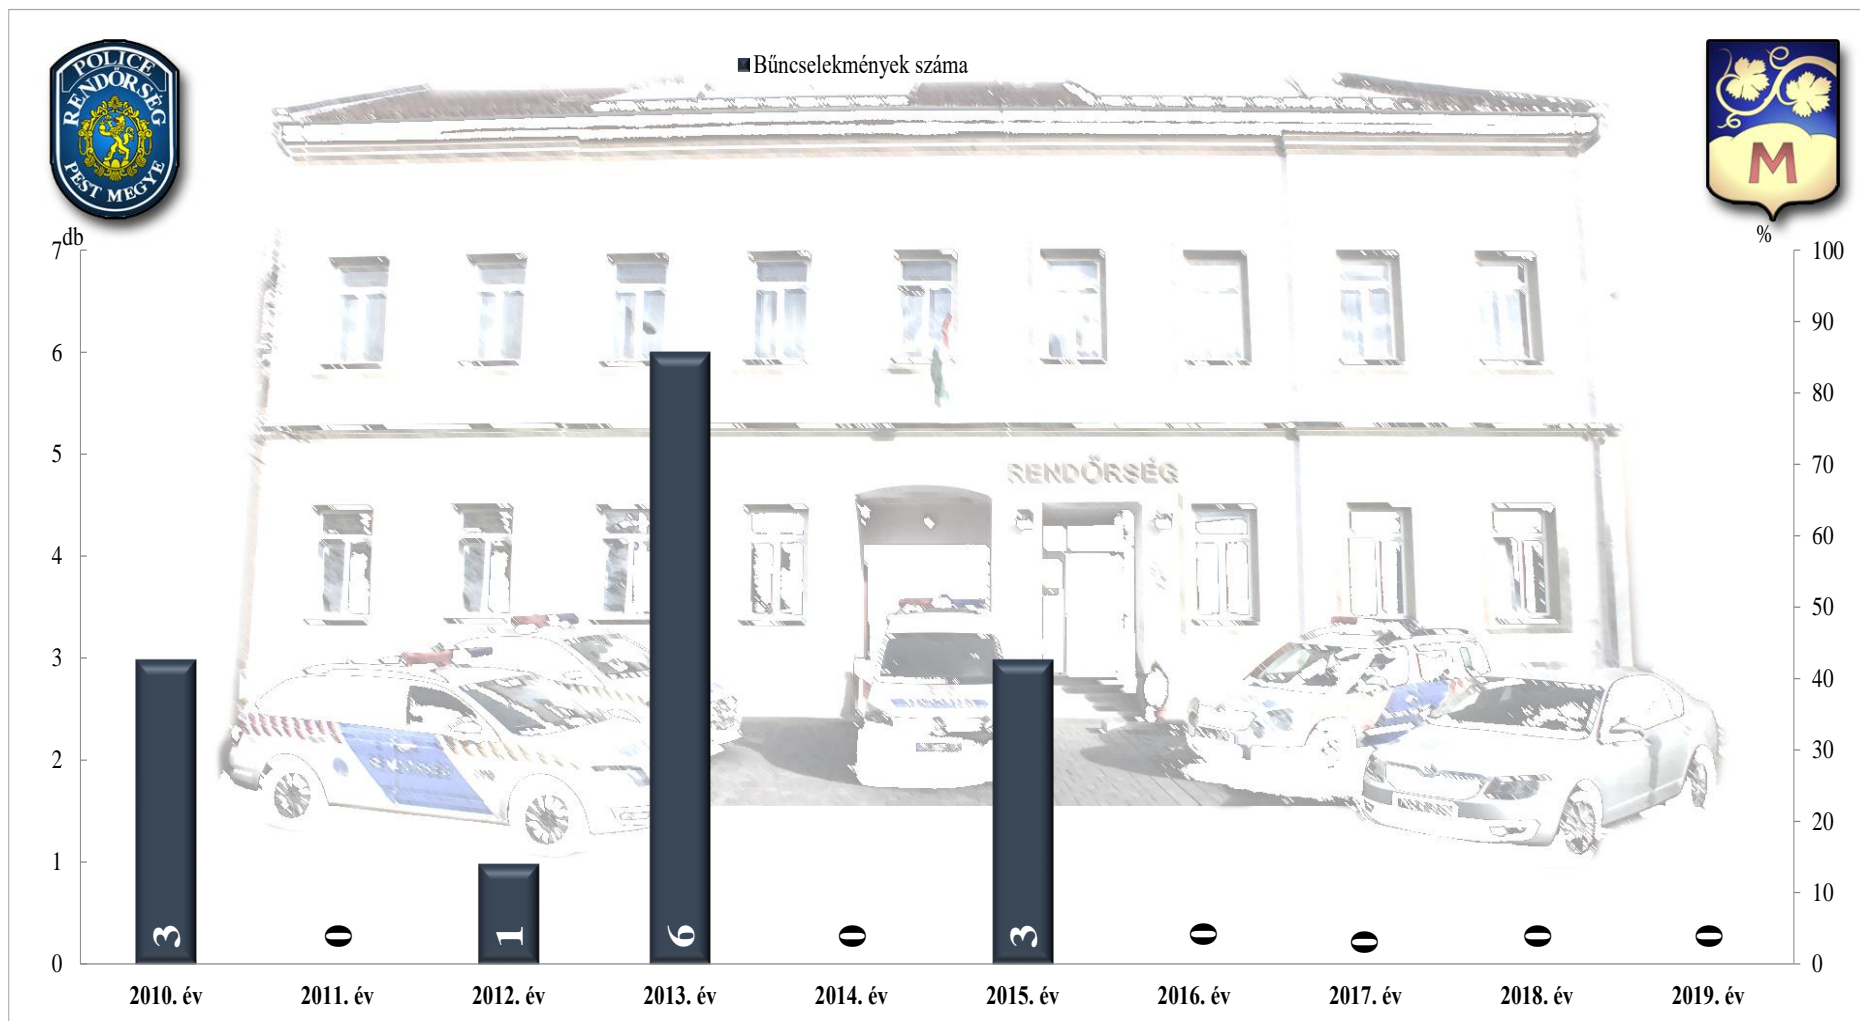 POLICE
RENDŐRSÉG
PEST MEGYE
Bűncselekmények száma
M
db
%
7
6
5
4
3
2
1
0
100
90
80
70
60
50
40
30
20
10
0
RENDŐRSÉG
3
0
1
6
0
3
0
0
0
0
2010. év
2011. év
2012. év
2013. év
2014. év
2015. év
2016. év
2017. év
2018. év
2019. év